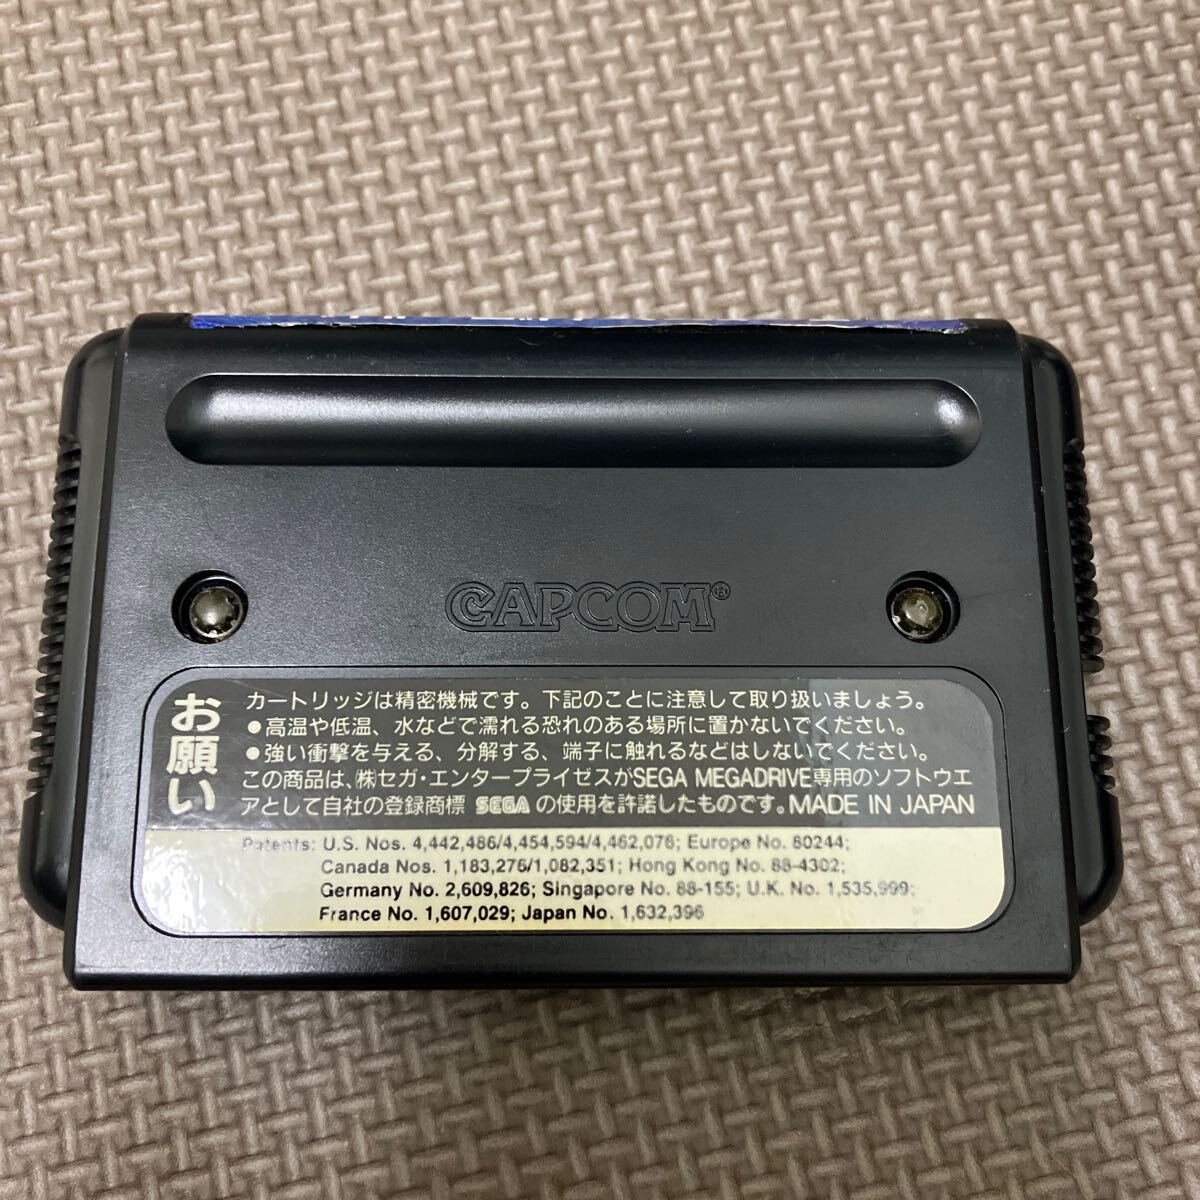 CAPCOM®
お願い
カートリッジは精密機械です。下記のことに注意して取り扱いましょう。
●高温や低温、水などで濡れる恐れのある場所に置かないでください。
●強い衝撃を与える、分解する、端子に触れるなどはしないでください。
この商品は、㈱セガ・エンタープライゼスがSEGA MEGADRIVE専用のソフトウエ
アとして自社の登録商標 SEGA の使用を許諾したものです。MADE IN JAPAN
Patents: U.S. Nos. 4,442,486/4,454,594/4,462,076; Europe No. 80244;
Canada Nos. 1,183,276/1,082,351; Hong Kong No. 88-4302;
Germany No. 2,609,826; Singapore No. 88-155; U.K. No. 1,535,999;
France No. 1,607,029; Japan No. 1,632,396